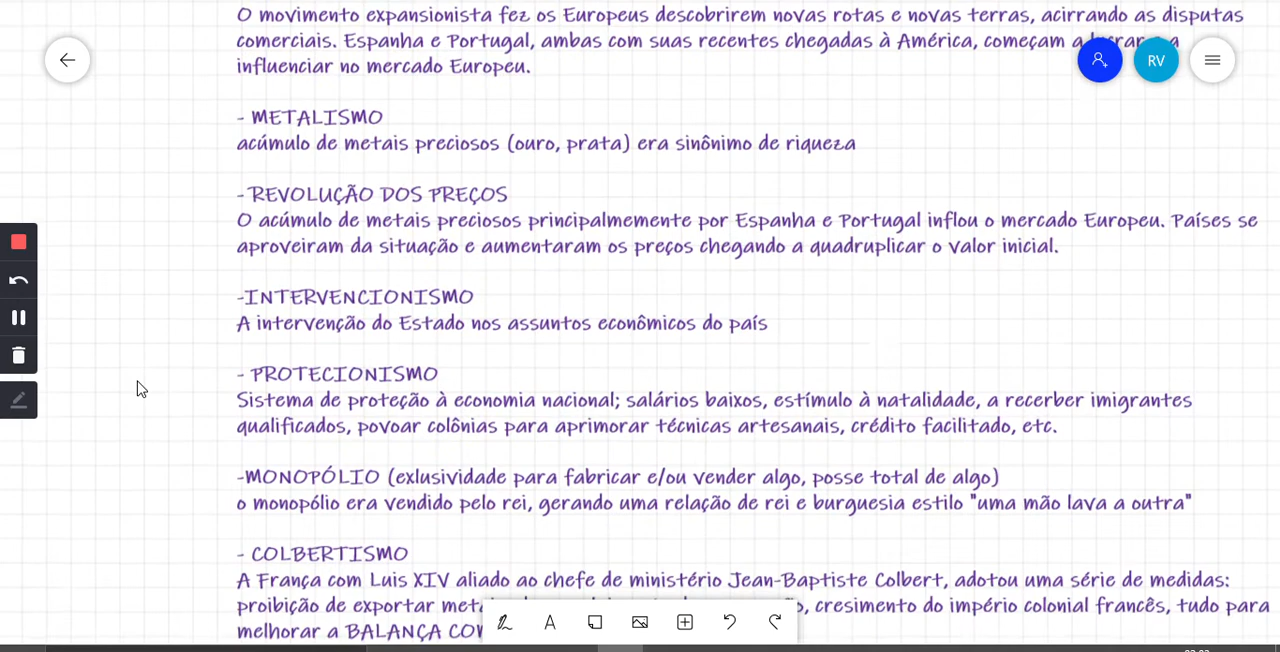 O movimento expansionista fez os Europeus descobrirem novas rotas e novas terras, acirrando as disputas
comerciais. Espanha e Portugal, ambas com suas recentes chegadas à América, começam a lucrar e a
influenciar no mercado Europeu.
RV
- METALISMO
acúmulo de metais preciosos (ouro, prata) era sinônimo de riqueza
- REVOLUÇÃO DOS PREÇOS
O acúmulo de metais preciosos principalmemente por Espanha e Portugal inflou o mercado Europeu. Países se
aproveiram da situação e aumentaram os preços chegando a quadruplicar o valor inicial.
-INTERVENCIONISMO
A intervenção do Estado nos assuntos econômicos do país
- PROTECIONISMO
Sistema de proteção à economia nacional; salários baixos, estímulo à natalidade, a recerber imigrantes
qualificados, povoar colônias para aprimorar técnicas artesanais, crédito facilitado, etc.
-MONOPÓLIO (exlusividade para fabricar e/ou vender algo, posse total de algo)
o monopólio era vendido pelo rei, gerando uma relação de rei e burguesia estilo "uma mão lava a outra"
- COLBERTISMO
A França com Luis XIV aliado ao chefe de ministério Jean-Baptiste Colbert, adotou uma série de medidas:
proibição de exportar cresimento do império colonial francês, tudo para
melhorar a BALANÇA
A